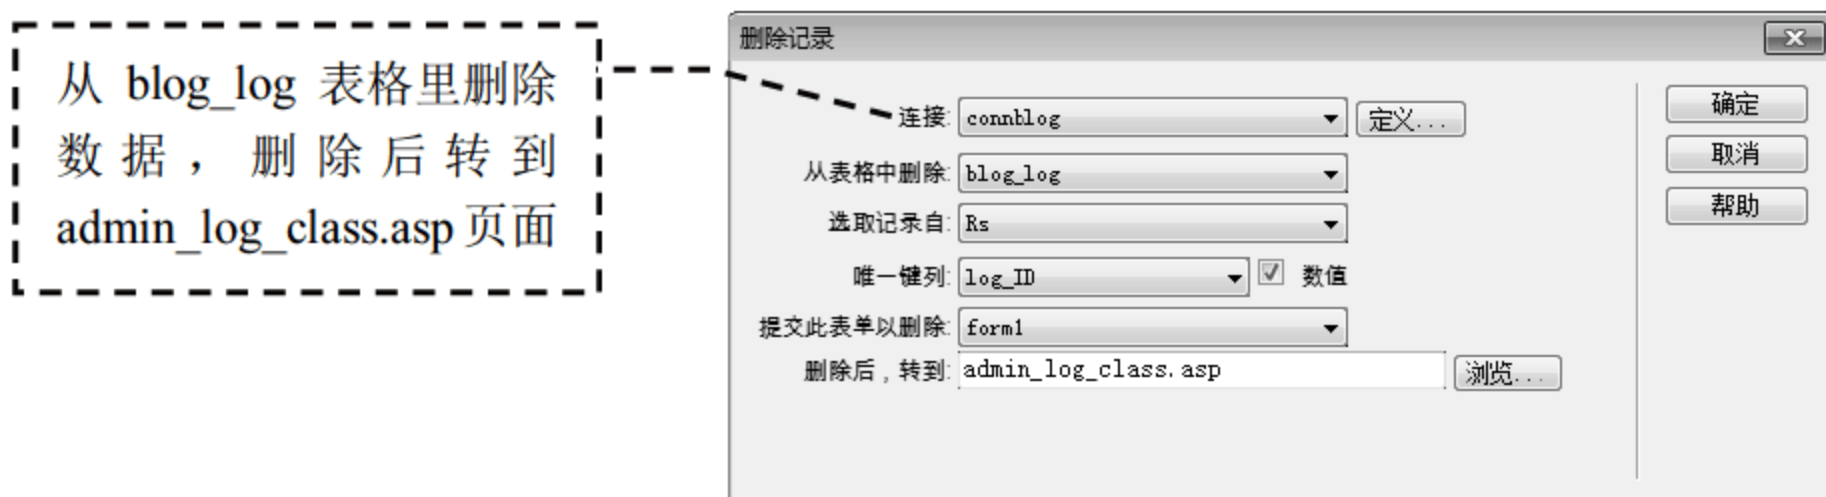 从 blog_log 表格里删除
数据，删除后转到
admin_log_class.asp 页面
删除记录
连接: connblog 定义...
从表格中删除: blog_log
选取记录自: Rs
唯一键列: log_ID 数值
提交此表单以删除: form1
删除后，转到: admin_log_class.asp 浏览...
确定
取消
帮助